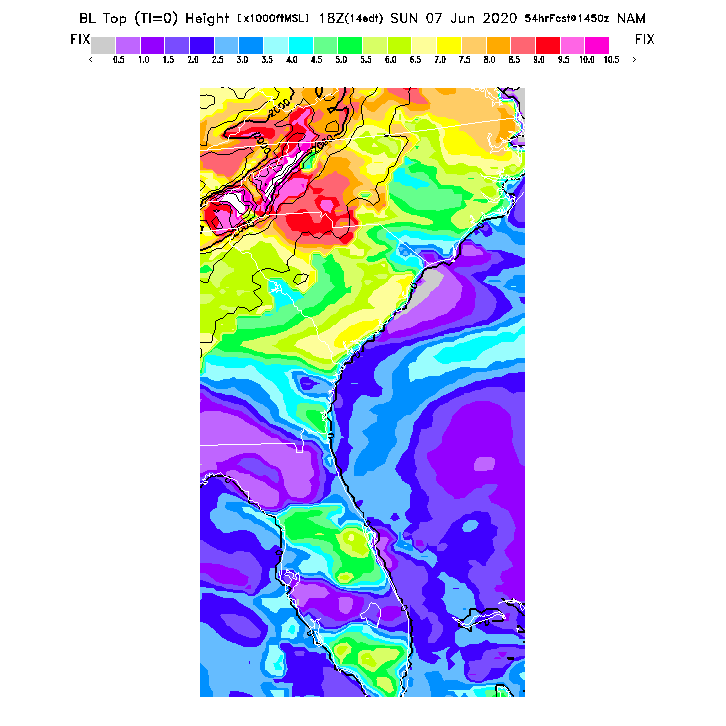 BL Top (TI=0) Height [x1000ftMSL] 18Z(14edt) SUN 07 Jun 2020 54hrFcst@1450z NAM
FIX FIX
< 0.5 1.0 1.5 2.0 2.5 3.0 3.5 4.0 4.5 5.0 5.5 6.0 6.5 7.0 7.5 8.0 8.5 9.0 9.5 10.0 10.5 >
2000
2000